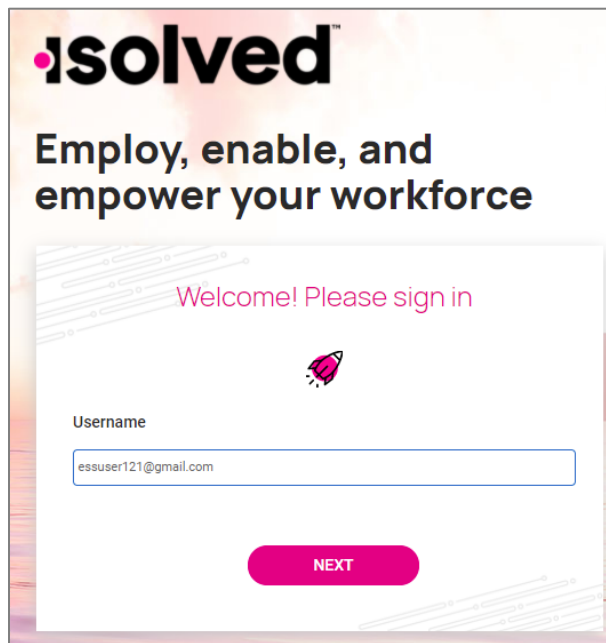 isolved™
Employ, enable, and
empower your workforce
Welcome! Please sign in
Username
essuser121@gmail.com
NEXT